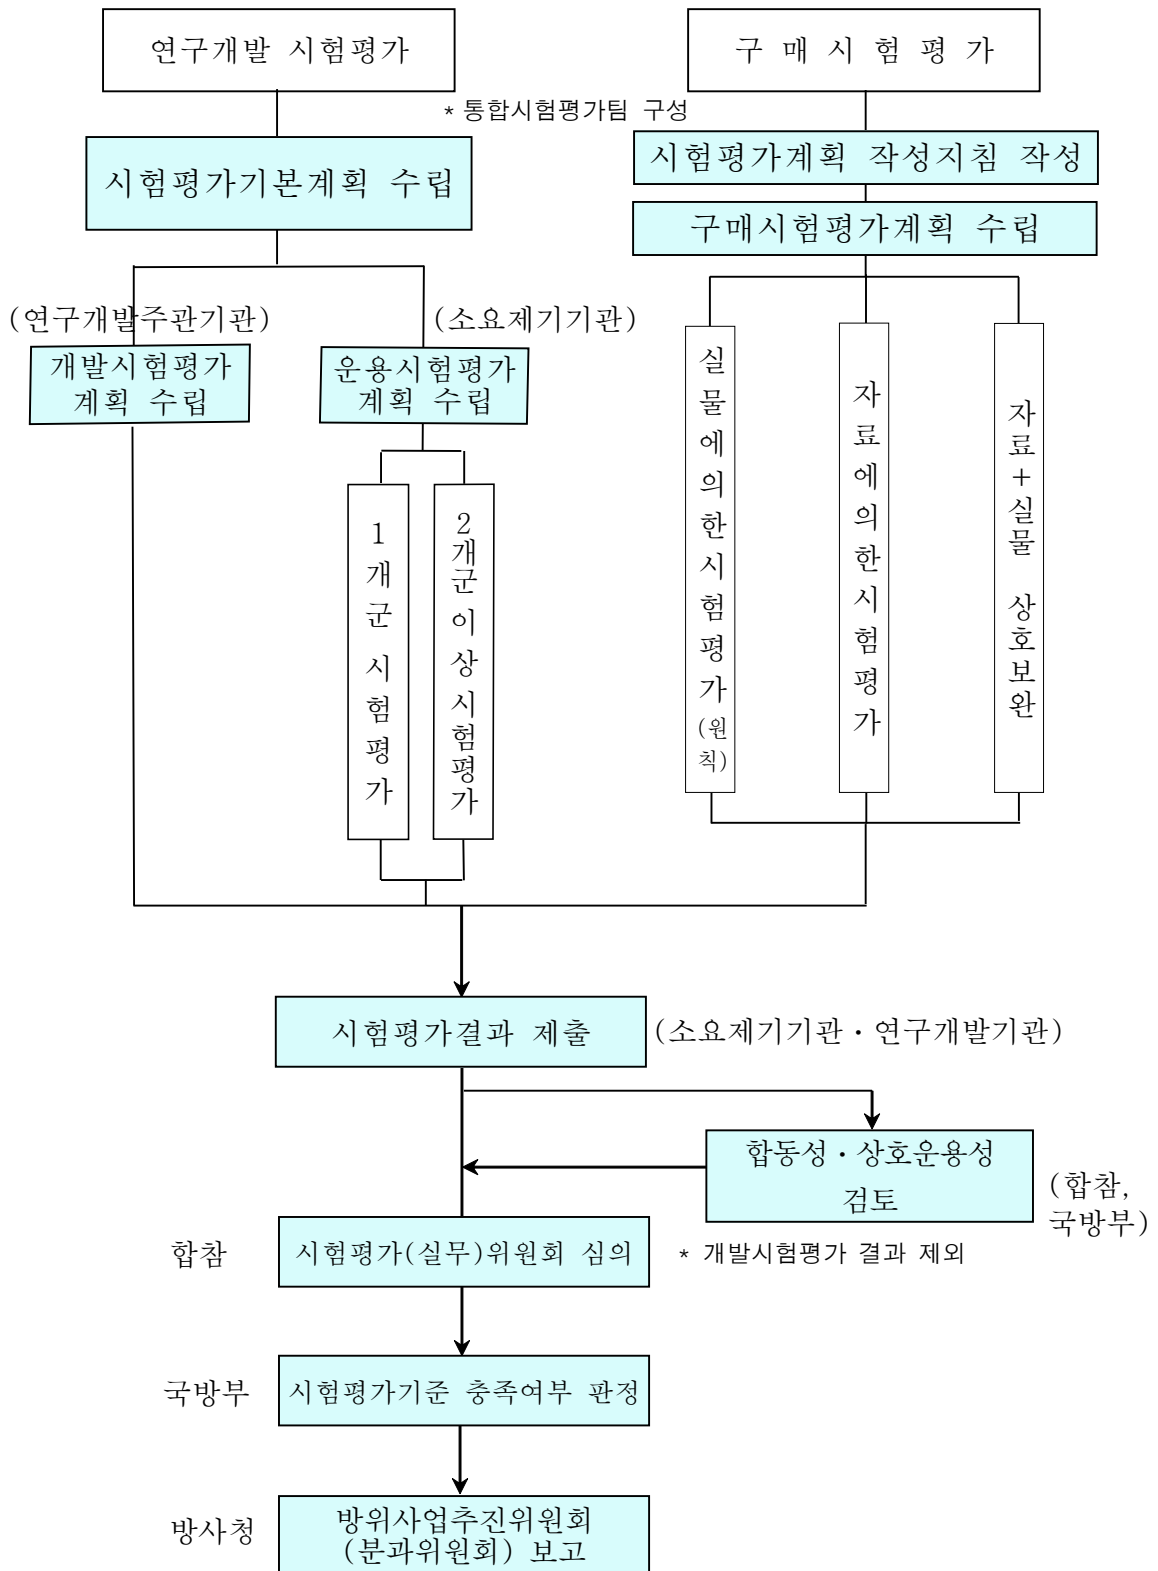 연구개발 시험평가
구 매 시 험 평 가
* 통합시험평가팀 구성
시험평가기본계획 수립
시험평가계획 작성지침 작성
구매시험평가계획 수립
(연구개발주관기관)
(소요제기기관)
개발시험평가
계획 수립
운용시험평가
계획 수립
1개군 시험평가
2개군이상시험평가
실물에의한시험평가(원칙)
자료에의한시험평가
자료+실물 상호보완
시험평가결과 제출
(소요제기기관·연구개발기관)
합동성·상호운용성
검토
(합참,
국방부)
합참
시험평가(실무)위원회 심의
* 개발시험평가 결과 제외
국방부
시험평가기준 충족여부 판정
방사청
방위사업추진위원회
(분과위원회) 보고